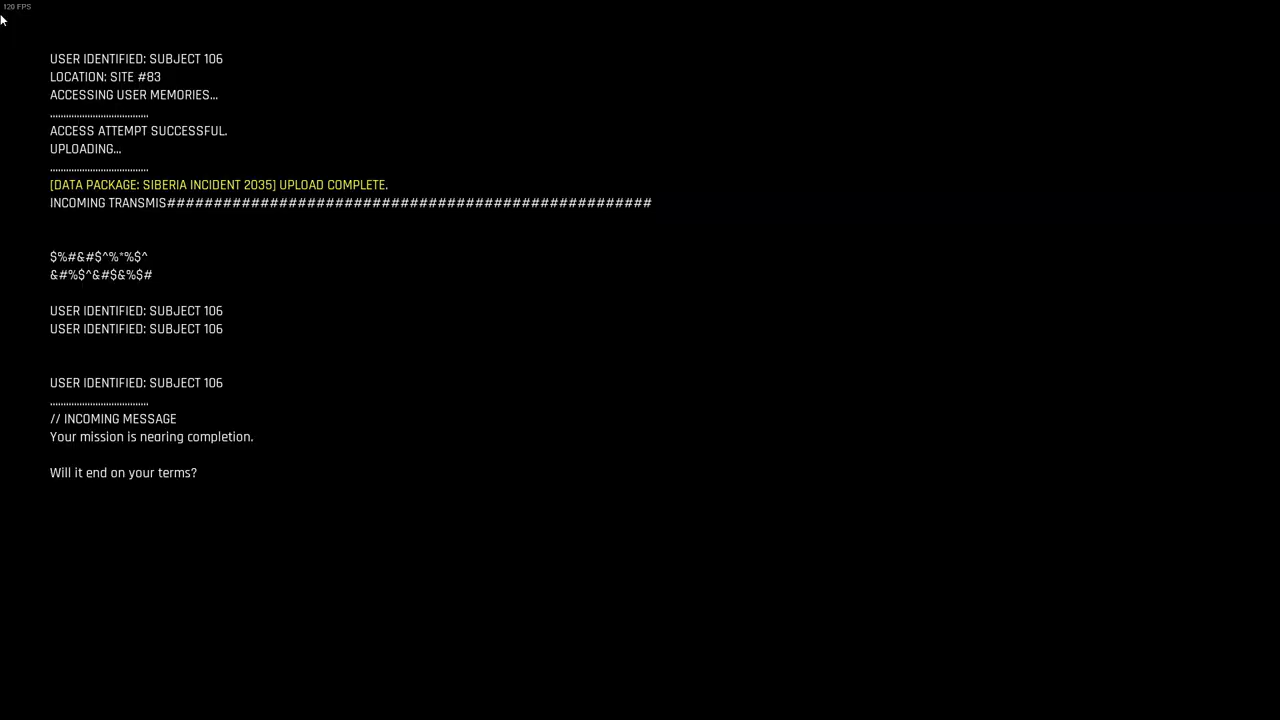 120 FPS
USER IDENTIFIED: SUBJECT 106
LOCATION: SITE #83
ACCESSING USER MEMORIES...
.....................................
ACCESS ATTEMPT SUCCESSFUL.
UPLOADING...
.....................................
[DATA PACKAGE: SIBERIA INCIDENT 2035] UPLOAD COMPLETE.
INCOMING TRANSMIS####################################################
$%#&#$^%*%$^
&#%$^&#$&%$#
USER IDENTIFIED: SUBJECT 106
USER IDENTIFIED: SUBJECT 106
USER IDENTIFIED: SUBJECT 106
.....................................
// INCOMING MESSAGE
Your mission is nearing completion.
Will it end on your terms?